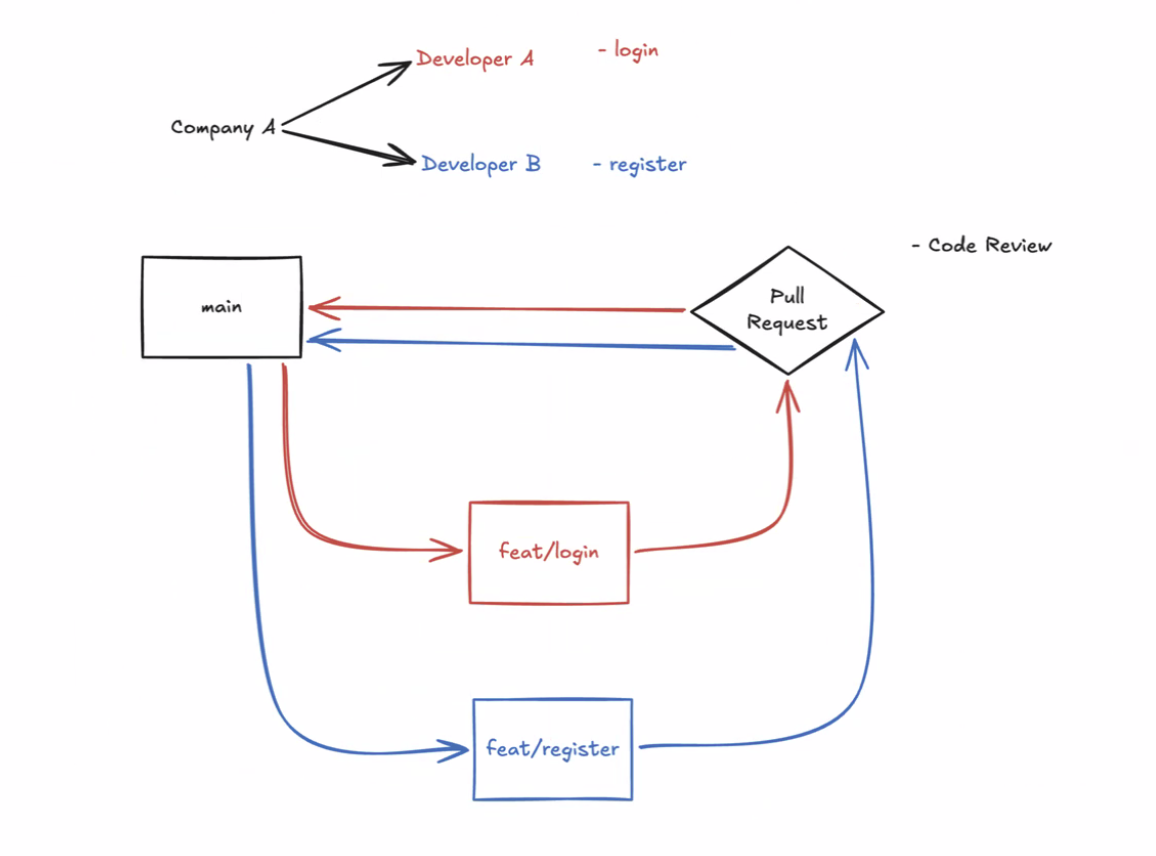 Developer A - login
Company A
Developer B - register
- Code Review
main
Pull
Request
feat/login
feat/register